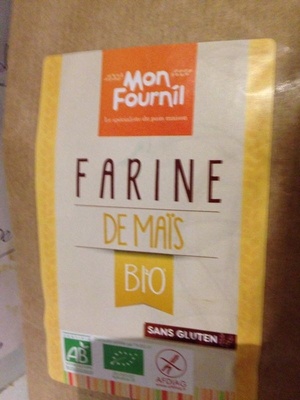 Mon
Fournil
Le spécialiste du pain maison
FARINE
DE MAÏS
BIO
SANS GLUTEN
AB
AFDIAG